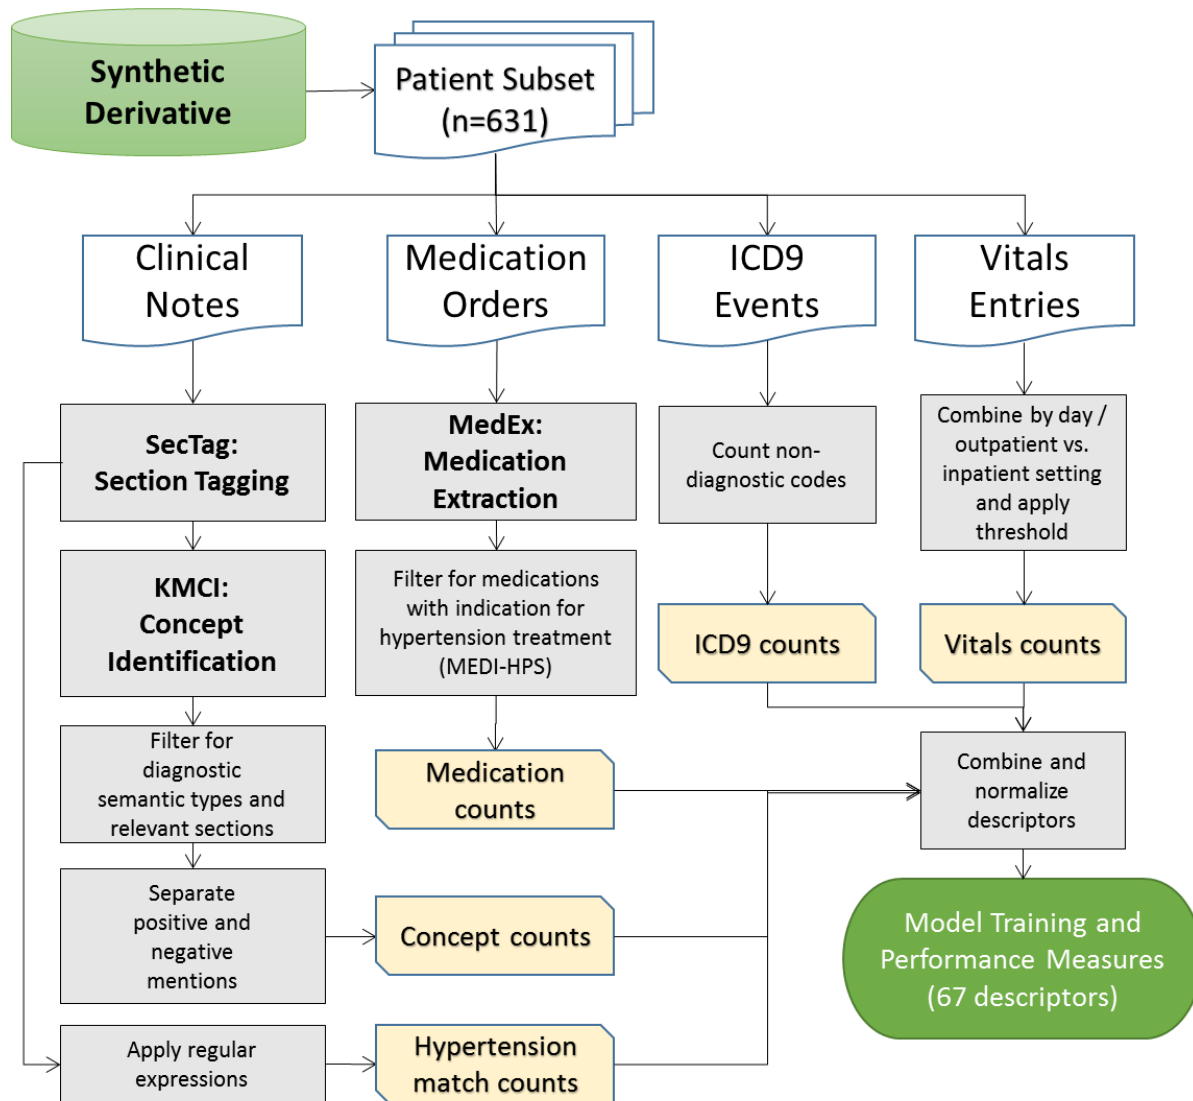 Synthetic
Derivative
Patient Subset
(n=631)
Clinical
Notes
Medication
Orders
ICD9
Events
Vitals
Entries
SecTag:
Section Tagging
MedEx:
Medication
Extraction
Count non-
diagnostic codes
Combine by day /
outpatient vs.
inpatient setting
and apply
threshold
KMCI:
Concept
Identification
Filter for medications
with indication for
hypertension treatment
(MEDI-HPS)
ICD9 counts
Vitals counts
Filter for
diagnostic
semantic types and
relevant sections
Medication
counts
Combine and
normalize
descriptors
Separate
positive and
negative
mentions
Concept counts
Model Training and
Performance Measures
(67 descriptors)
Apply regular
expressions
Hypertension
match counts